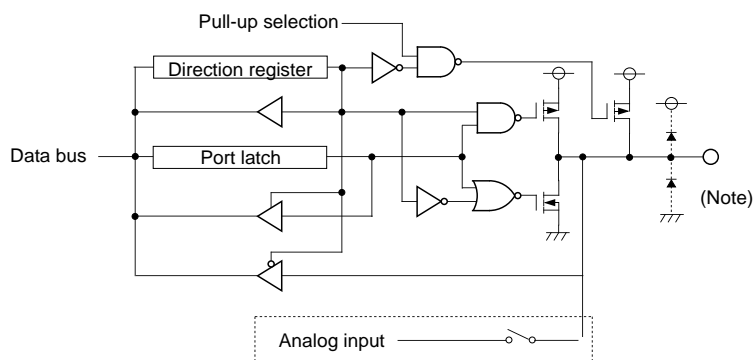 Pull-up selection
Direction register
Data bus
Port latch
(Note)
Analog input